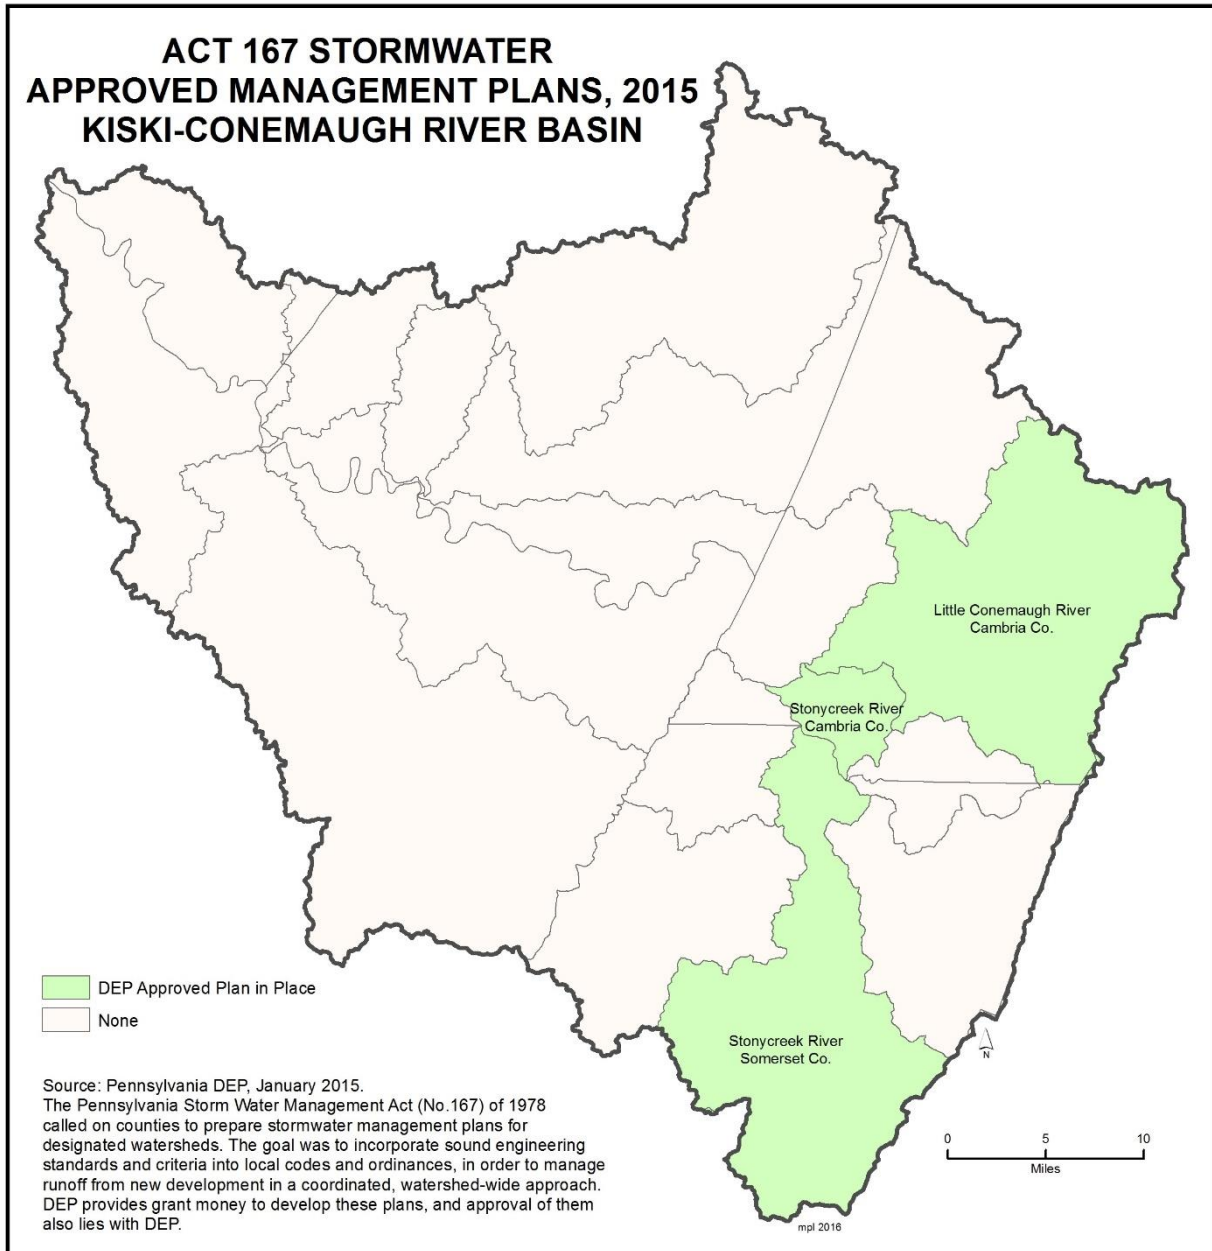 ACT 167 STORMWATER
APPROVED MANAGEMENT PLANS, 2015
KISKI-CONEMAUGH RIVER BASIN
Little Conemaugh River
Cambria Co.
Stonycreek River
Cambria Co.
Stonycreek River
Somerset Co.
DEP Approved Plan in Place
None
Source: Pennsylvania DEP, January 2015.
The Pennsylvania Storm Water Management Act (No.167) of 1978
called on counties to prepare stormwater management plans for
designated watersheds. The goal was to incorporate sound engineering
standards and criteria into local codes and ordinances, in order to manage
runoff from new development in a coordinated, watershed-wide approach.
DEP provides grant money to develop these plans, and approval of them
also lies with DEP.
N
0 5 10
Miles
mpl 2016